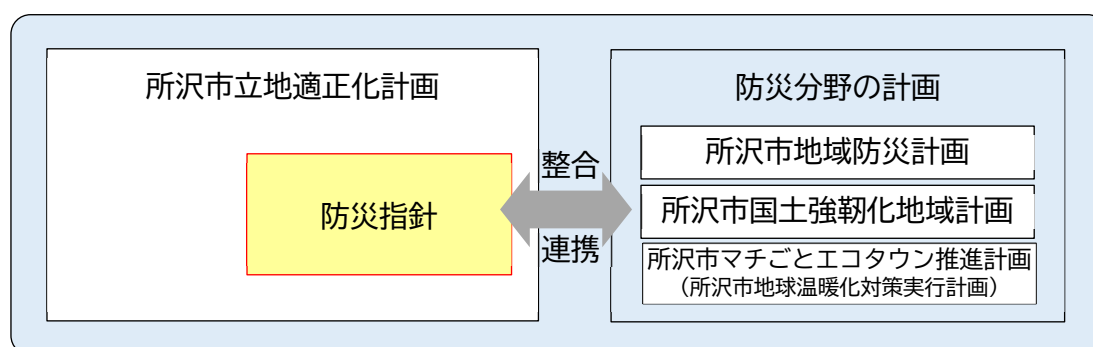 所沢市立地適正化計画
防災指針
整合
連携
防災分野の計画
所沢市地域防災計画
所沢市国土強靭化地域計画
所沢市マチごとエコタウン推進計画
（所沢市地球温暖化対策実行計画）